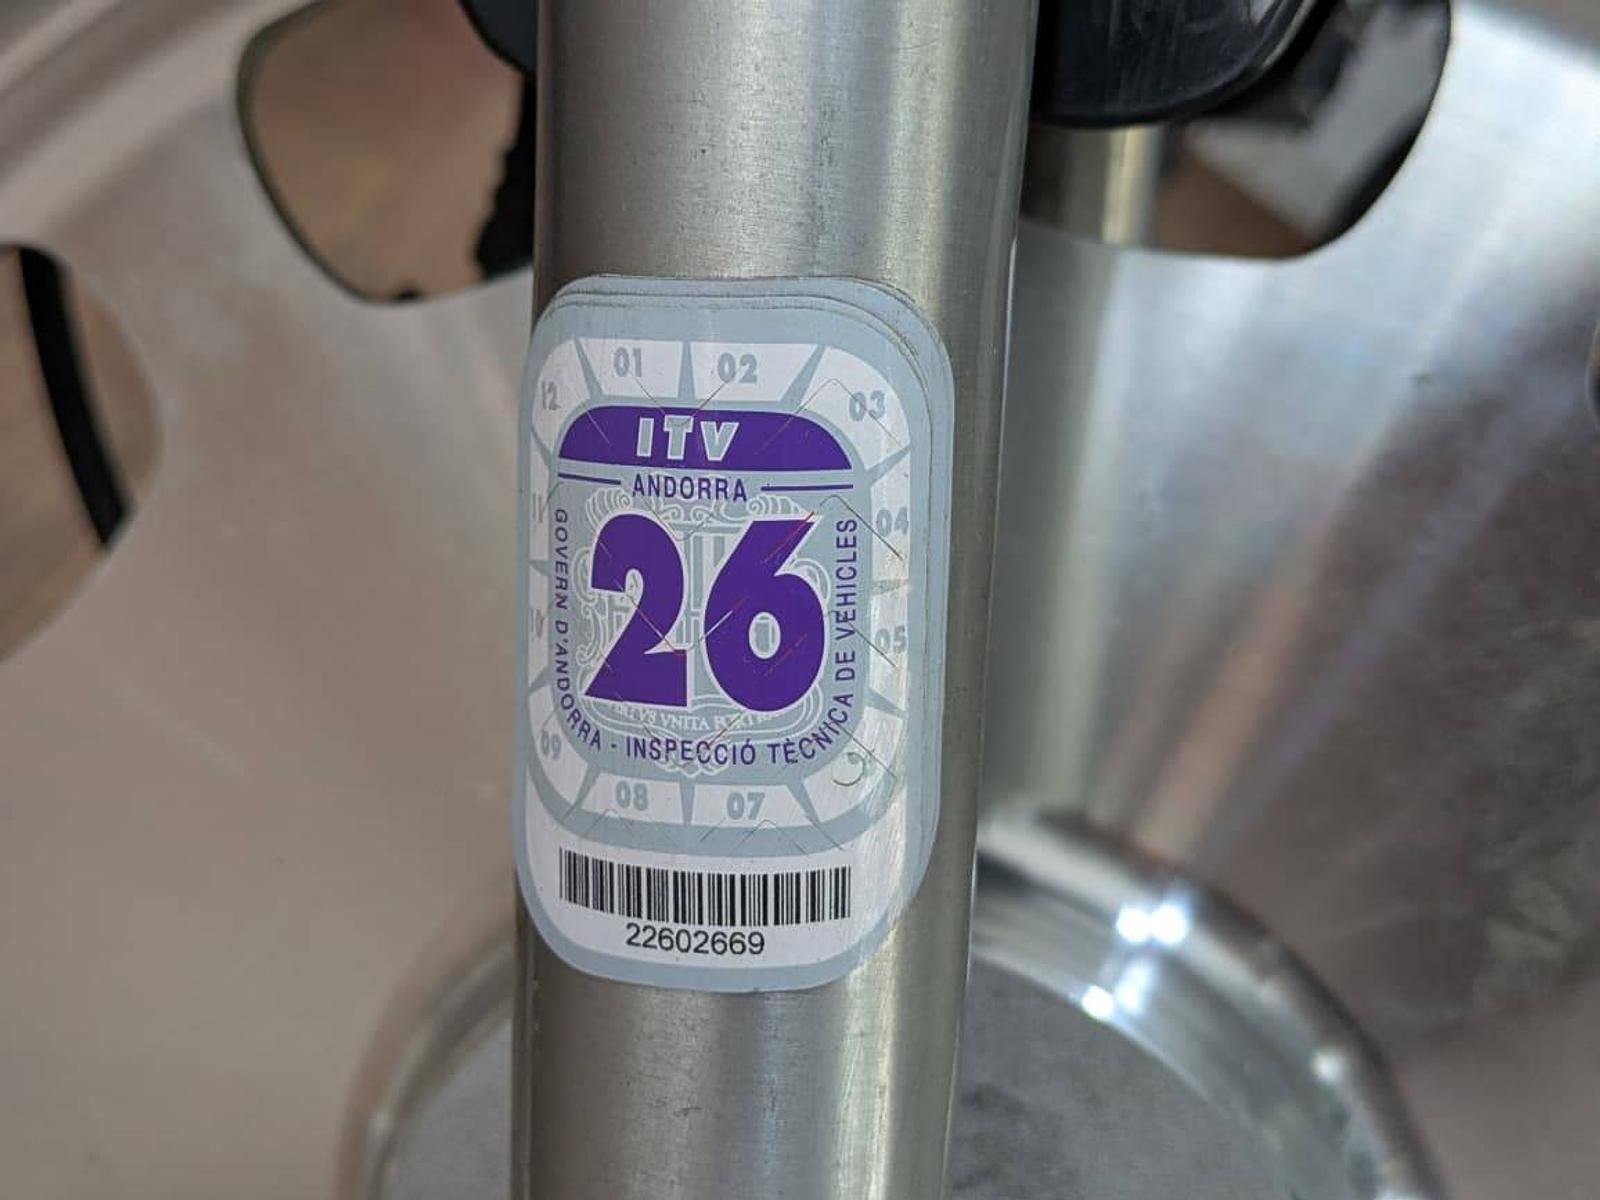 01
02
03
04
05
07
08
09
12
ITV
ANDORRA
26
GOVERN D'ANDORRA - INSPECCIÓ TÈCNICA DE VEHICLES
VNITA
22602669